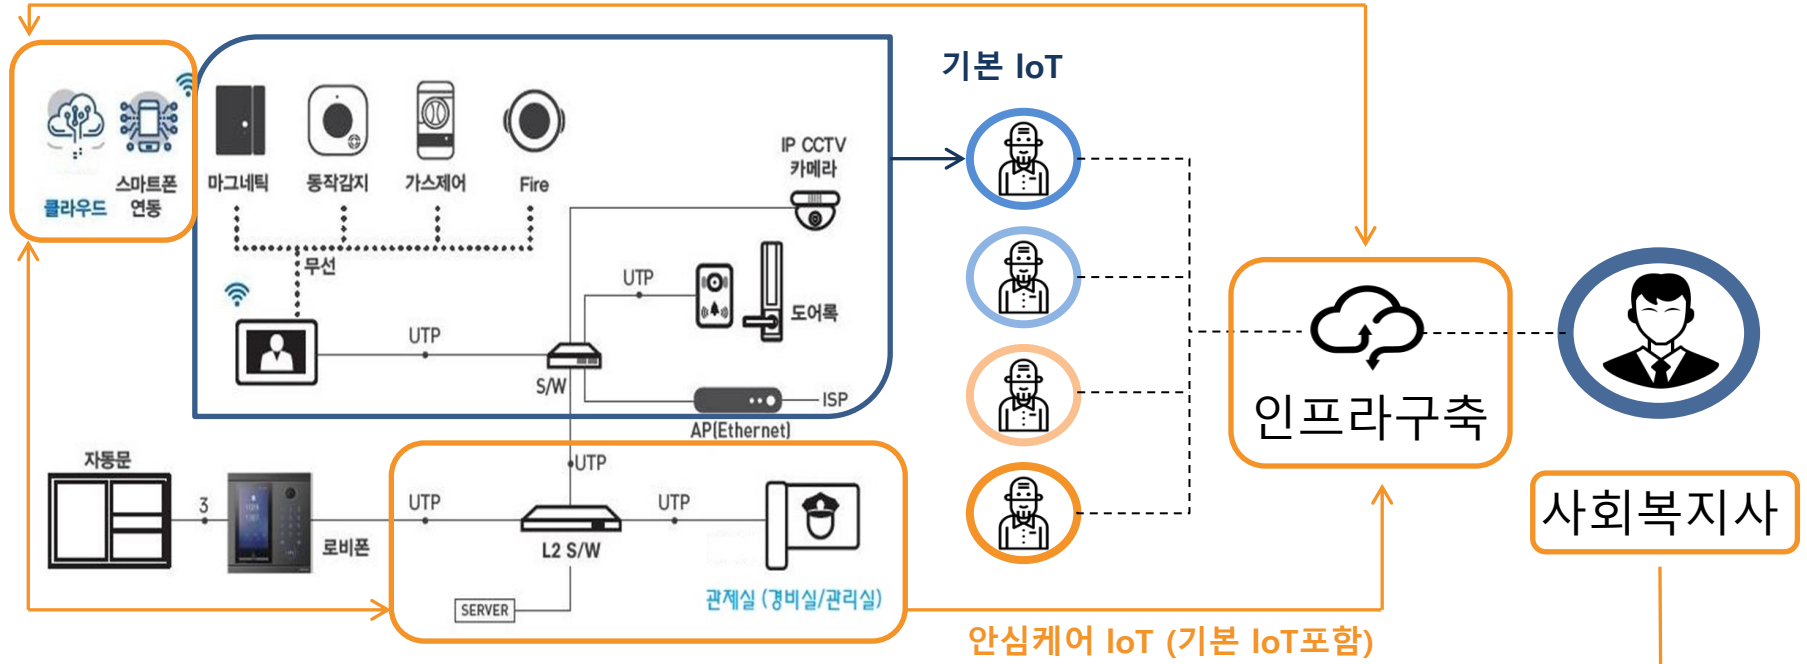 기본 IoT
클라우드
스마트폰
연동
마그네틱
동작감지
가스제어
Fire
IP CCTV
카메라
무선
UTP
도어록
UTP
S/W
ISP
AP(Ethernet)
자동문
UTP
3
로비폰
UTP
L2 S/W
UTP
SERVER
관제실 (경비실/관리실)
인프라구축
사회복지사
안심케어 IoT (기본 IoT포함)